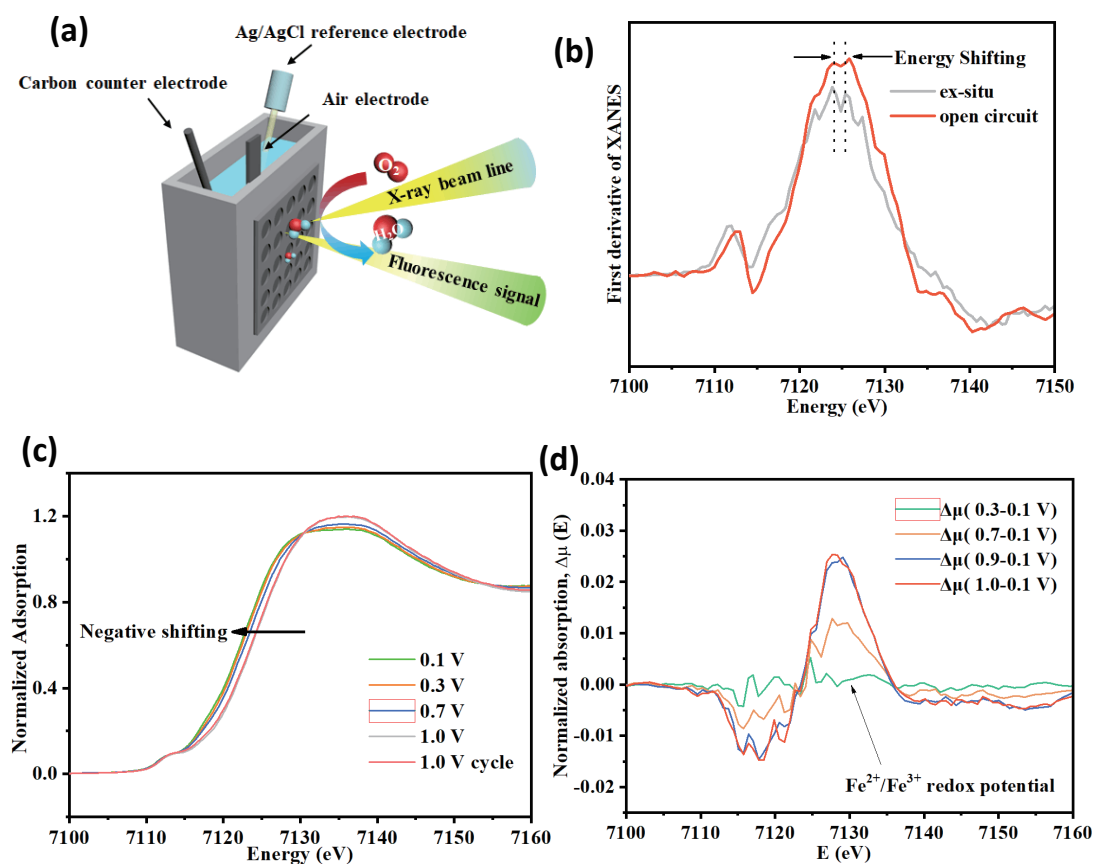 (a)
Ag/AgCl reference electrode
Carbon counter electrode
Air electrode
O₂
X-ray beam line
H₂O
Fluorescence signal
(b)
First derivative of XANES
Energy Shifting
ex-situ
open circuit
7100 7110 7120 7130 7140 7150
Energy (eV)
(c)
Normalized Adsorption
1.2
0.8
0.4
0.0
Negative shifting
0.1 V
0.3 V
0.7 V
1.0 V
1.0 V cycle
7100 7110 7120 7130 7140 7150 7160
Energy (eV)
(d)
Normalized absorption, Δμ (E)
0.04
0.03
0.02
0.01
0.00
-0.01
-0.02
Δμ( 0.3-0.1 V)
Δμ( 0.7-0.1 V)
Δμ( 0.9-0.1 V)
Δμ( 1.0-0.1 V)
Fe²⁺/Fe³⁺ redox potential
7100 7110 7120 7130 7140 7150 7160
E (eV)